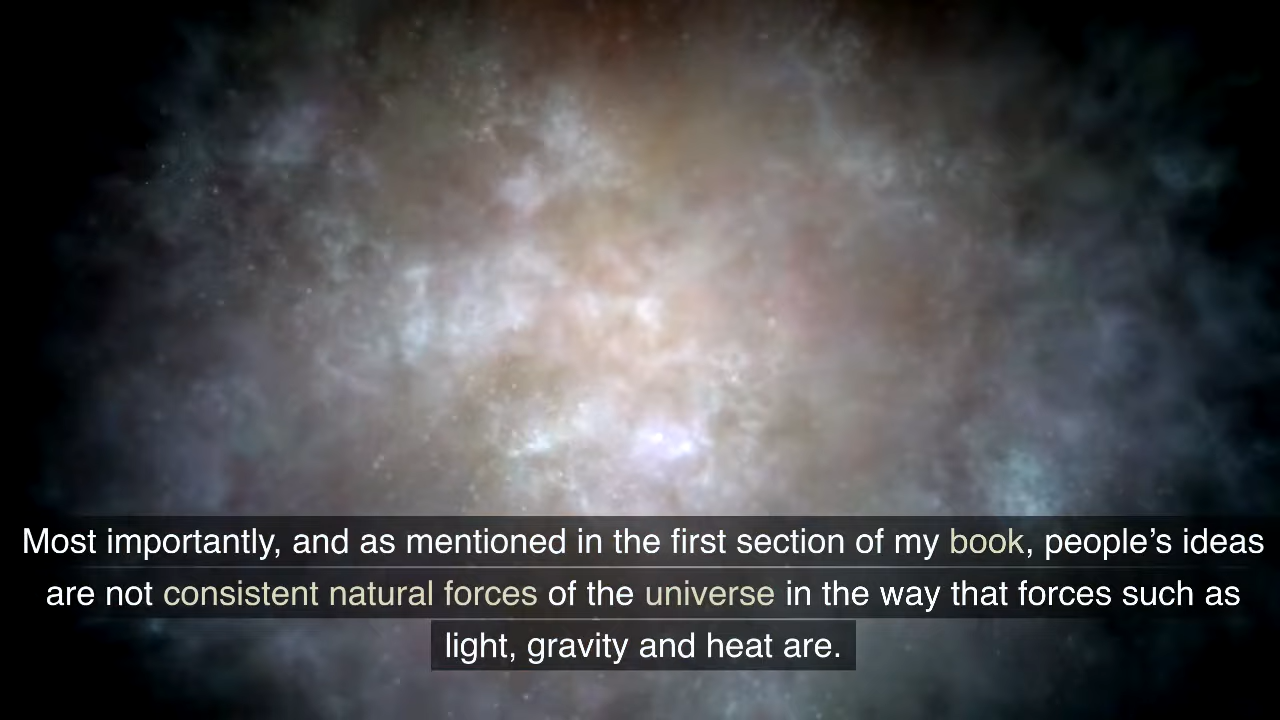 Most importantly, and as mentioned in the first section of my book, people’s ideas
are not consistent natural forces of the universe in the way that forces such as
light, gravity and heat are.